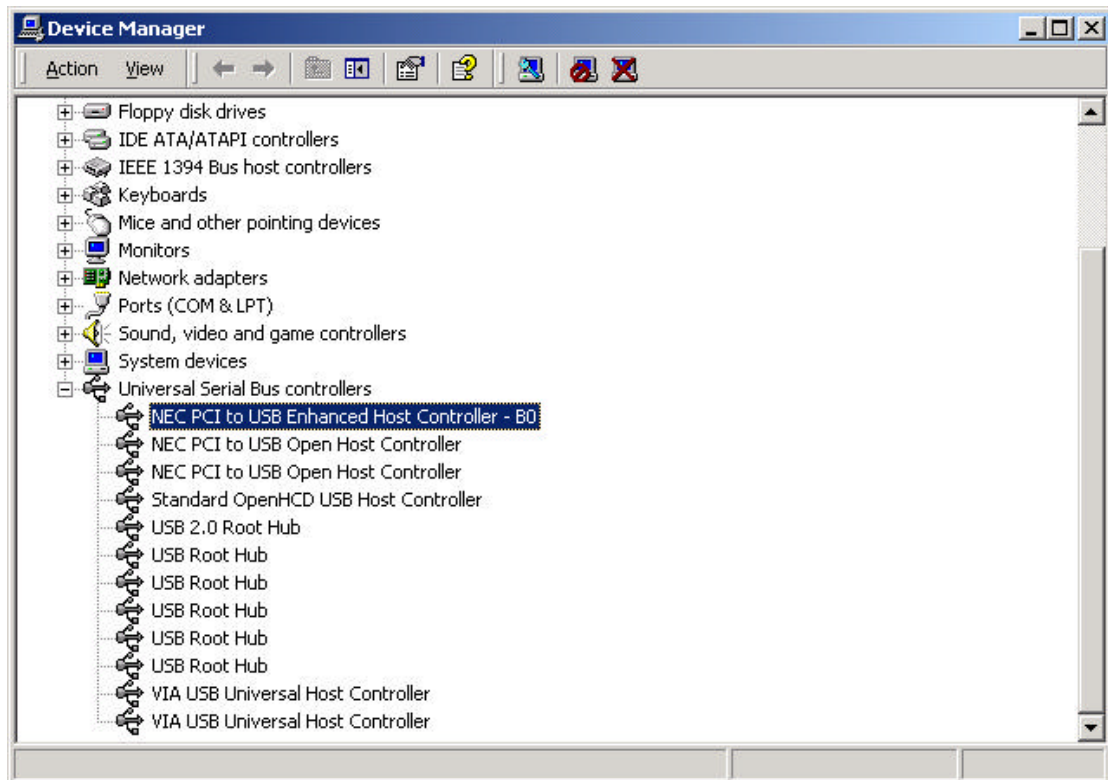 Device Manager
Action View
Floppy disk drives
IDE ATA/ATAPI controllers
IEEE 1394 Bus host controllers
Keyboards
Mice and other pointing devices
Monitors
Network adapters
Ports (COM & LPT)
Sound, video and game controllers
System devices
Universal Serial Bus controllers
NEC PCI to USB Enhanced Host Controller - B0
NEC PCI to USB Open Host Controller
NEC PCI to USB Open Host Controller
Standard OpenHCD USB Host Controller
USB 2.0 Root Hub
USB Root Hub
USB Root Hub
USB Root Hub
USB Root Hub
USB Root Hub
VIA USB Universal Host Controller
VIA USB Universal Host Controller